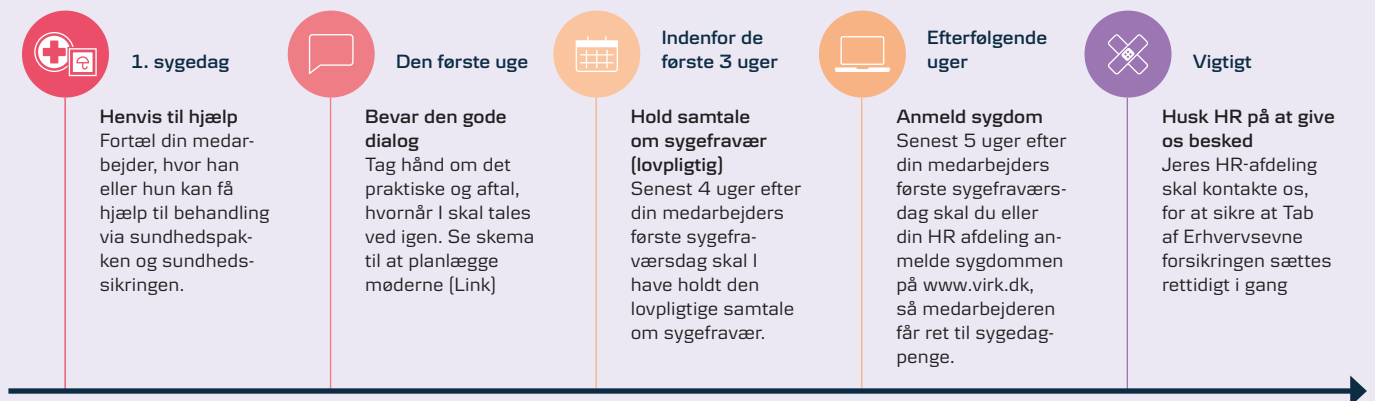 1. sygedag
Henvis til hjælp
Fortæl din medar-
bejder, hvor han
eller hun kan få
hjælp til behandling
via sundhedspak-
ken og sundheds-
sikringen.
Den første uge
Bevar den gode
dialog
Tag hånd om det
praktiske og aftal,
hvornår I skal tales
ved igen. Se skema
til at planlægge
møderne (Link)
Indenfor de
første 3 uger
Hold samtale
om sygefravær
(lovpligtig)
Senest 4 uger efter
din medarbejders
første sygefra-
værsdag skal I
have holdt den
lovpligtige samtale
om sygefravær.
Efterfølgende
uger
Anmeld sygdom
Senest 5 uger efter
din medarbejders
første sygefraværs-
dag skal du eller
din HR afdeling an-
melde sygdommen
på www.virk.dk,
så medarbejderen
får ret til sygedag-
penge.
Vigtigt
Husk HR på at give
os besked
Jeres HR-afdeling
skal kontakte os,
for at sikre at Tab
af Erhvervsevne
forsikringen sættes
rettidigt i gang